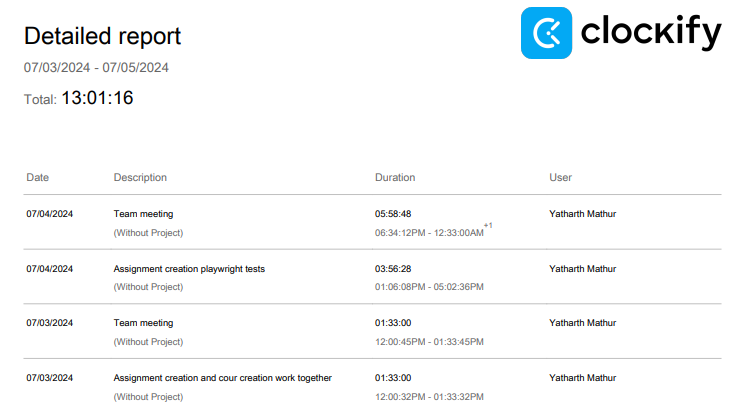 Detailed report
clockify
07/03/2024 - 07/05/2024
Total: 13:01:16
Date Description Duration User
07/04/2024 Team meeting 05:58:48 Yatharth Mathur
(Without Project) 06:34:12PM - 12:33:00AM+1
07/04/2024 Assignment creation playwright tests 03:56:28 Yatharth Mathur
(Without Project) 01:06:08PM - 05:02:36PM
07/03/2024 Team meeting 01:33:00 Yatharth Mathur
(Without Project) 12:00:45PM - 01:33:45PM
07/03/2024 Assignment creation and cour creation work together 01:33:00 Yatharth Mathur
(Without Project) 12:00:32PM - 01:33:32PM